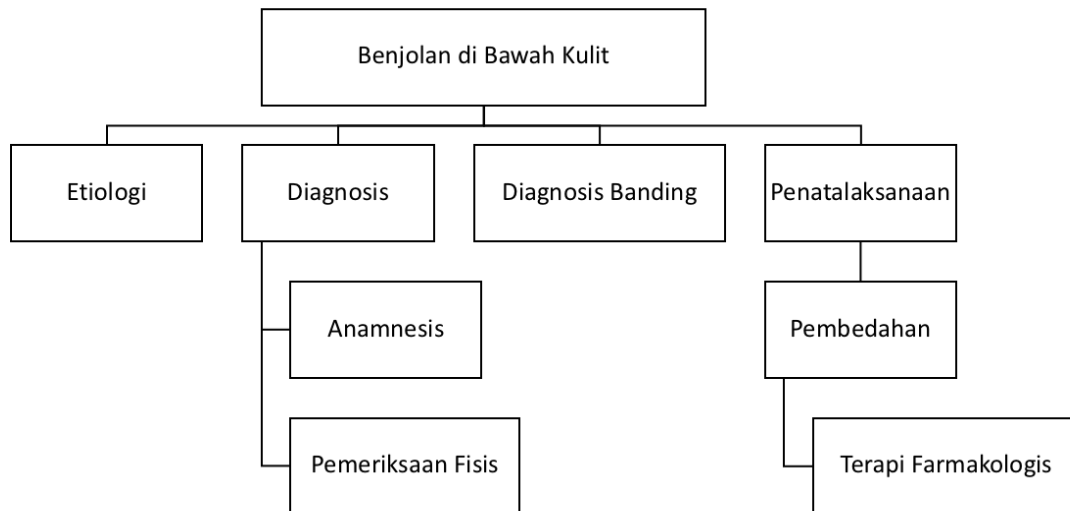 Benjolan di Bawah Kulit
Etiologi
Diagnosis
Diagnosis Banding
Penatalaksanaan
Anamnesis
Pembedahan
Pemeriksaan Fisis
Terapi Farmakologis